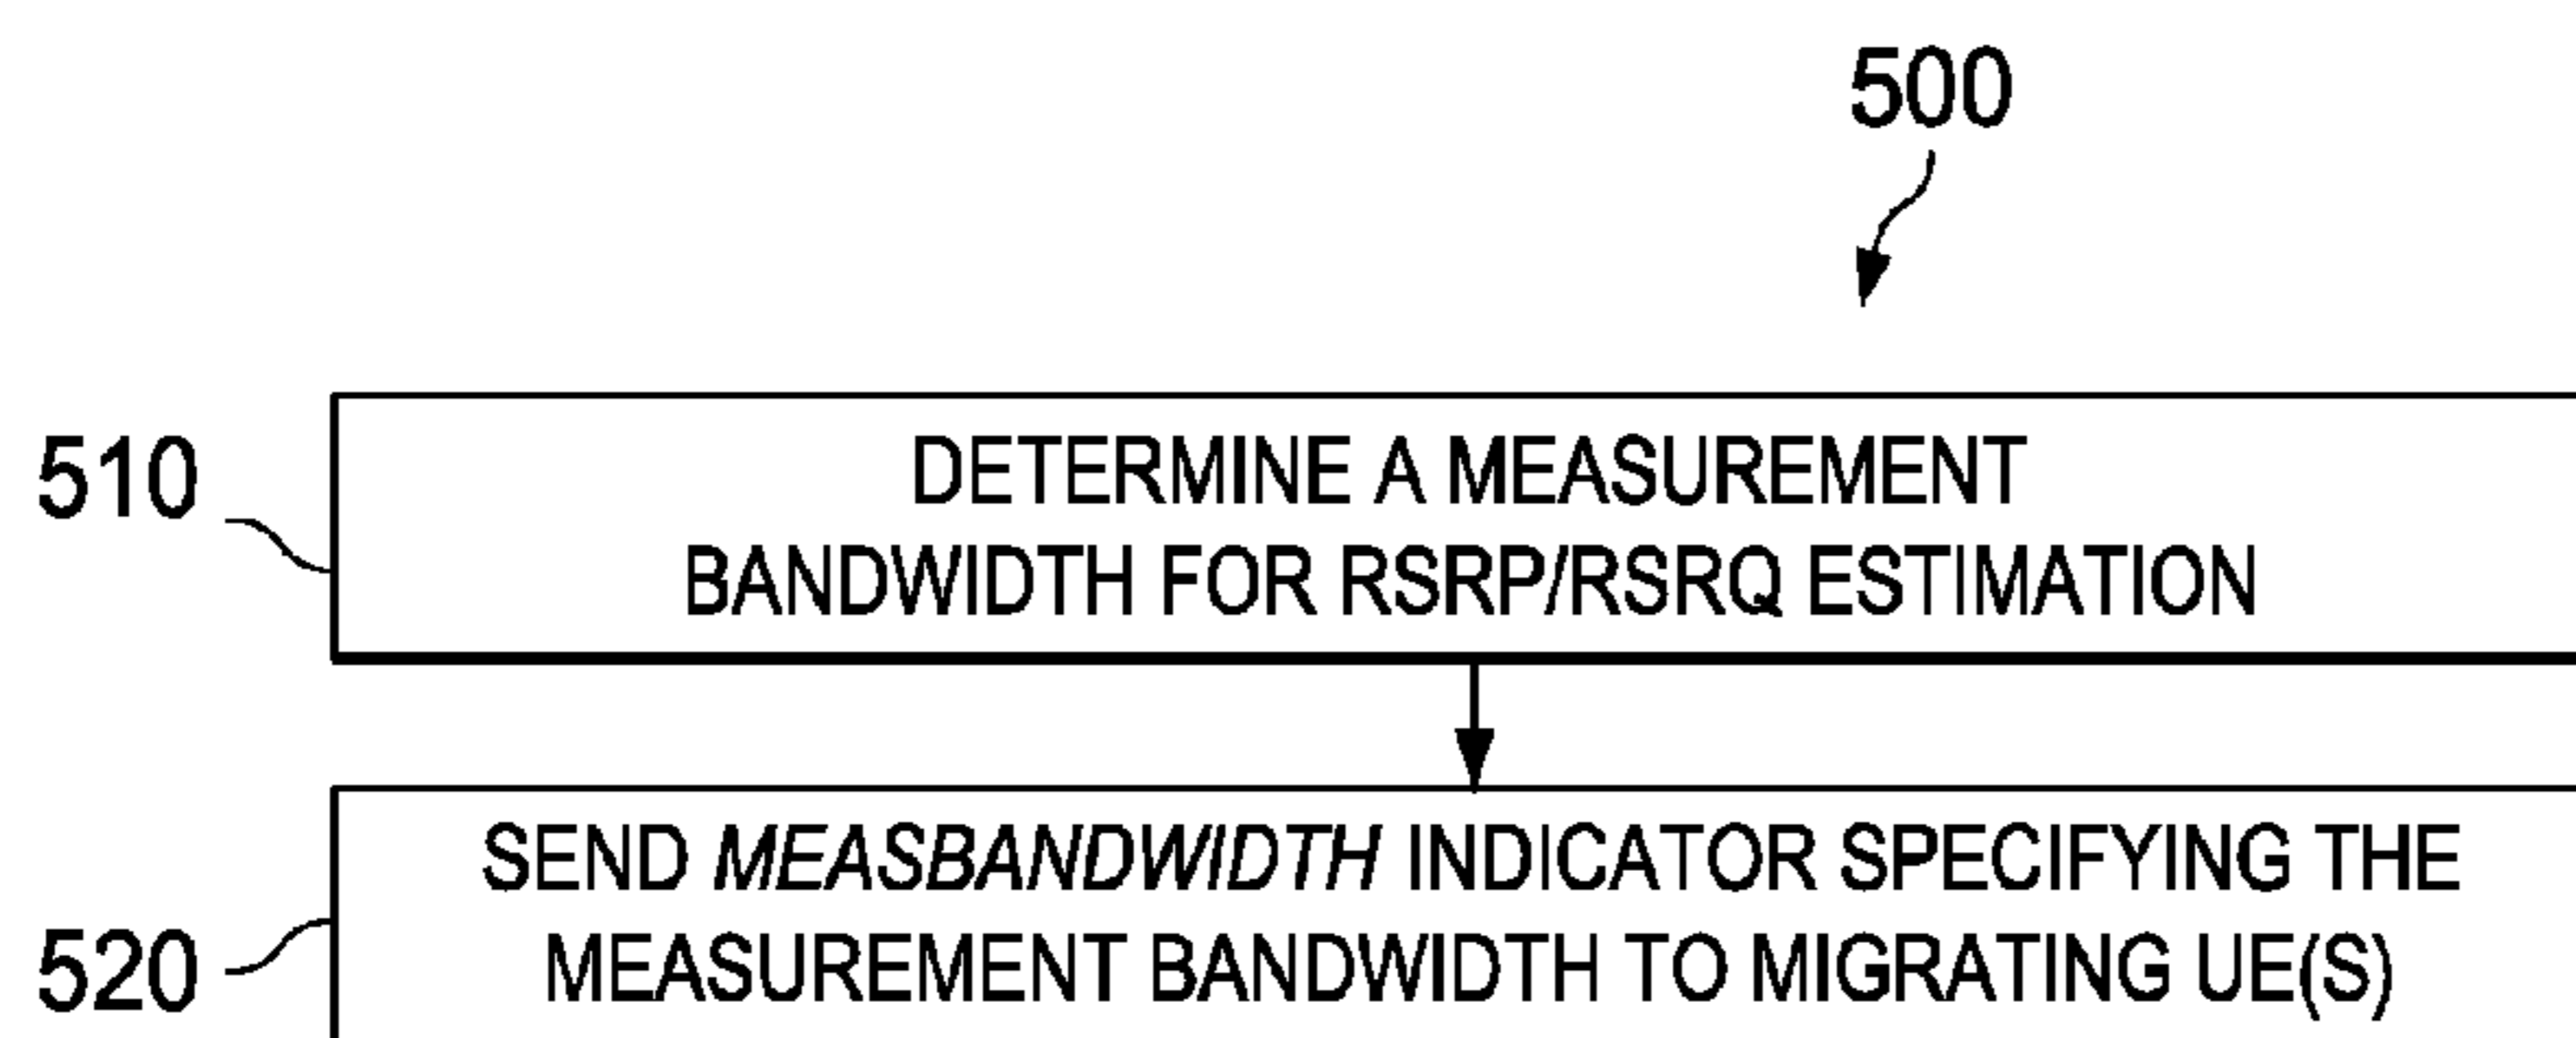 500
510
DETERMINE A MEASUREMENT
BANDWIDTH FOR RSRP/RSRQ ESTIMATION
SEND MEASBANDWIDTH INDICATOR SPECIFYING THE
520
MEASUREMENT BANDWIDTH TO MIGRATING UE(S)